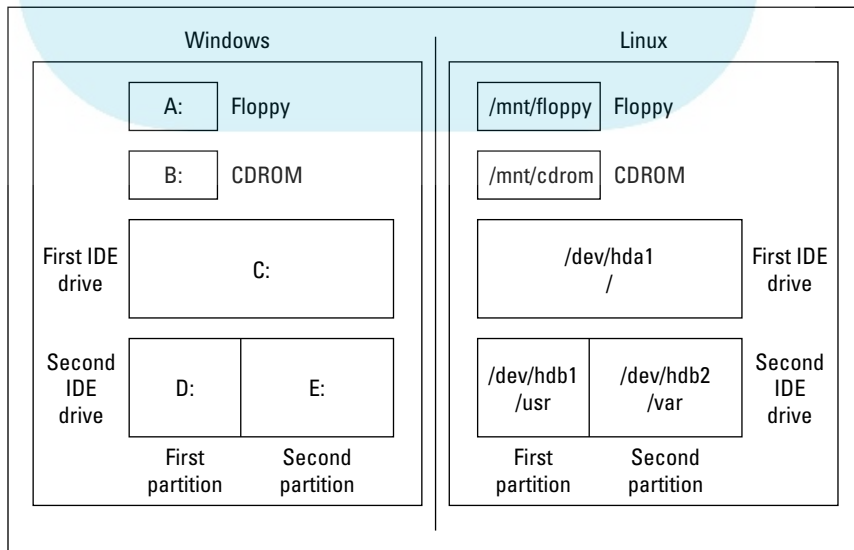 Windows
A: Floppy
B: CDROM
First IDE
drive
C:
Second
IDE
drive
D:
E:
First
partition
Second
partition
Linux
/mnt/floppy Floppy
/mnt/cdrom CDROM
/dev/hda1
/
First IDE
drive
/dev/hdb1
/usr
/dev/hdb2
/var
Second
IDE
drive
First
partition
Second
partition